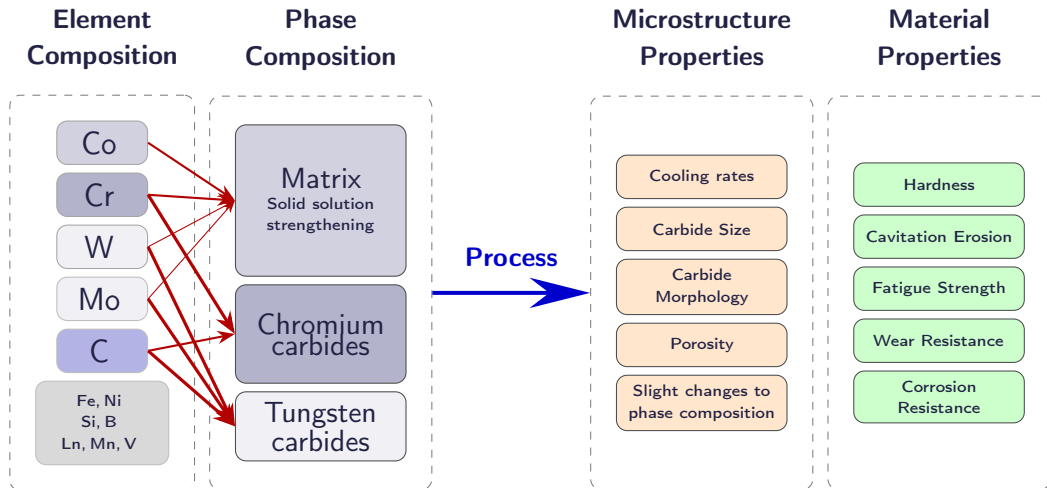 Element
Composition
Phase
Composition
Microstructure
Properties
Material
Properties
Co
Cr
W
Mo
C
Fe, Ni
Si, B
Ln, Mn, V
Matrix
Solid solution
strengthening
Chromium
carbides
Tungsten
carbides
Process
Cooling rates
Carbide Size
Carbide
Morphology
Porosity
Slight changes to
phase composition
Hardness
Cavitation Erosion
Fatigue Strength
Wear Resistance
Corrosion
Resistance